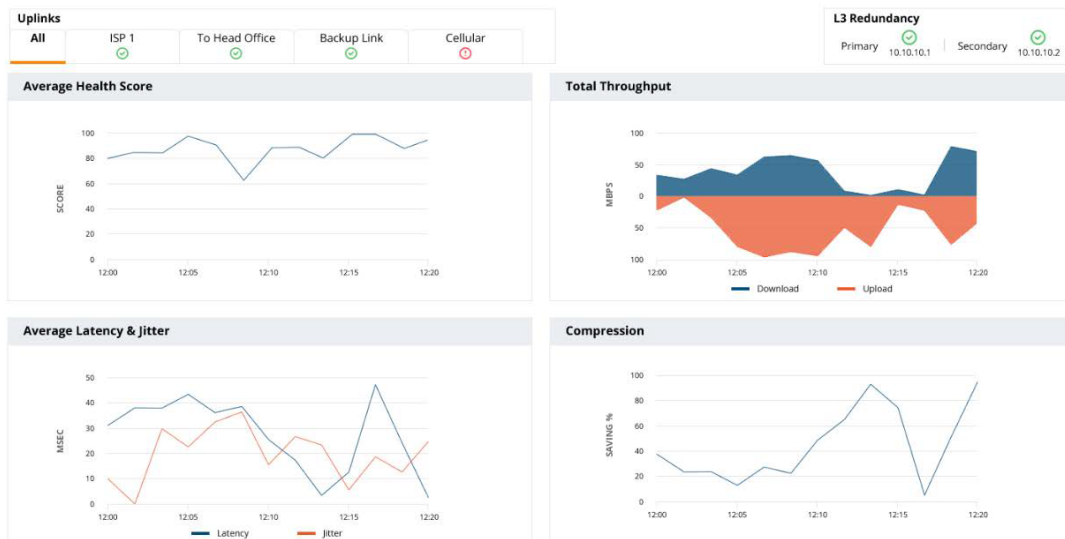 Uplinks
All ISP 1 To Head Office Backup Link Cellular
L3 Redundancy
Primary 10.10.10.1 Secondary 10.10.10.2
Average Health Score
100
80
60
40
20
0
SCORE
12:00 12:05 12:10 12:15 12:20
Total Throughput
100
50
0
50
100
MBPS
12:00 12:05 12:10 12:15 12:20
Download Upload
Average Latency & Jitter
50
40
30
20
10
0
MSEC
12:00 12:05 12:10 12:15 12:20
Latency Jitter
Compression
100
80
60
40
20
0
SAVING %
12:00 12:05 12:10 12:15 12:20